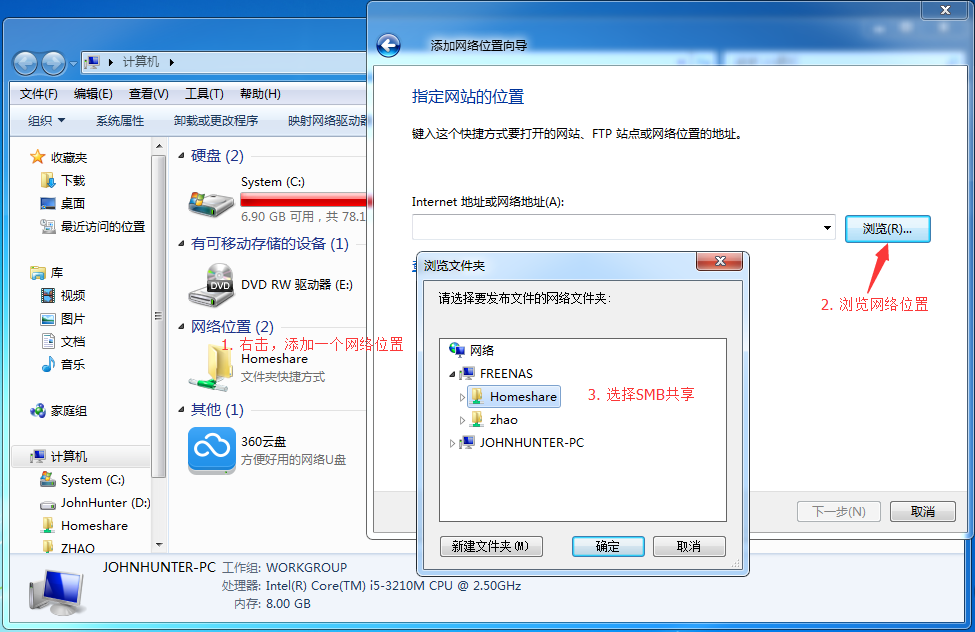 添加网络位置向导
计算机
文件(F) 编辑(E) 查看(V) 工具(T) 帮助(H)
组织 系统属性 卸载或更改程序 映射网络驱动器
收藏夹
下载
桌面
最近访问的位置
库
视频
图片
文档
音乐
家庭组
计算机
System (C:)
JohnHunter (D:)
Homeshare
ZHAO
硬盘 (2)
System (C:)
6.90 GB 可用，共 78.1
有可移动存储的设备 (1)
DVD
DVD RW 驱动器 (E:)
网络位置 (2)
1. 右击，添加一个网络位置
Homeshare
文件夹快捷方式
其他 (1)
360云盘
方便好用的网络U盘
指定网站的位置
键入这个快捷方式要打开的网站、FTP 站点或网络位置的地址。
Internet 地址或网络地址(A):
浏览(R)...
2. 浏览网络位置
浏览文件夹
请选择要发布文件的网络文件夹:
网络
FREENAS
Homeshare
3. 选择SMB共享
zhao
JOHNHUNTER-PC
新建文件夹(M) 确定 取消
下一步(N) 取消
JOHNHUNTER-PC 工作组: WORKGROUP
处理器: Intel(R) Core(TM) i5-3210M CPU @ 2.50GHz
内存: 8.00 GB